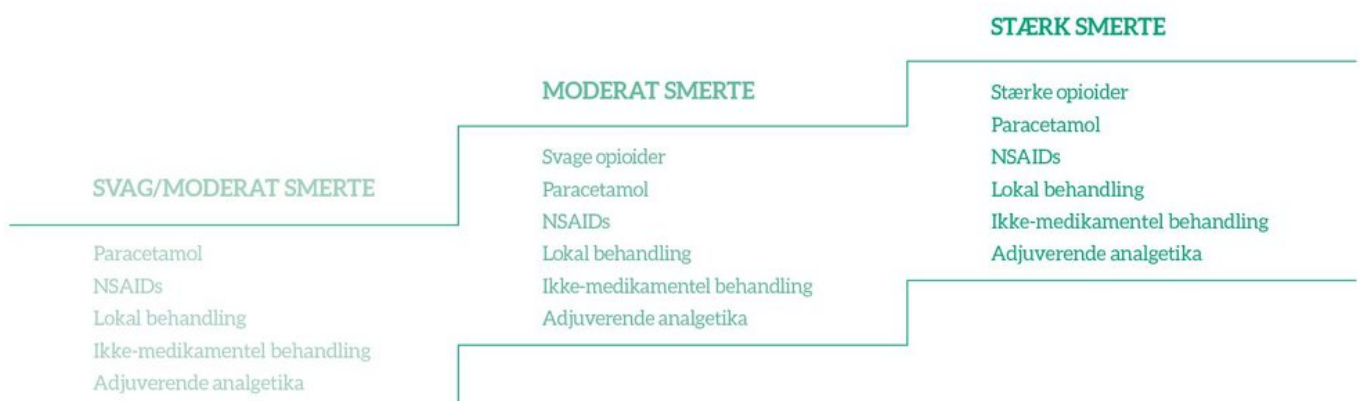 SVAG/MODERAT SMERTE
Paracetamol
NSAIDs
Lokal behandling
Ikke-medikamentel behandling
Adjuverende analgetika
MODERAT SMERTE
Svage opioider
Paracetamol
NSAIDs
Lokal behandling
Ikke-medikamentel behandling
Adjuverende analgetika
STÆRK SMERTE
Stærke opioider
Paracetamol
NSAIDs
Lokal behandling
Ikke-medikamentel behandling
Adjuverende analgetika